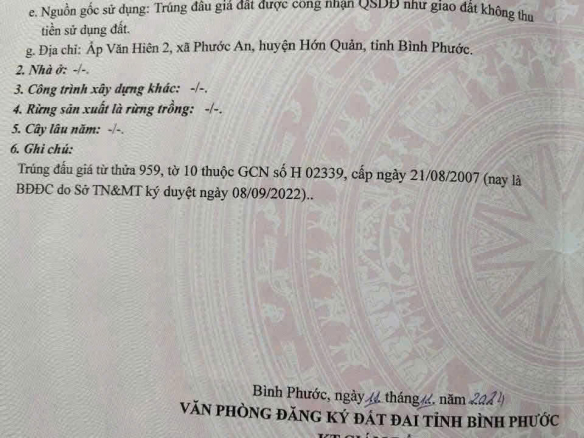 e. Nguồn gốc sử dụng: Trúng đấu giá đất được công nhận QSDĐ như giao đất không thu
tiền sử dụng đất.
g. Địa chỉ: Ấp Văn Hiên 2, xã Phước An, huyện Hớn Quản, tỉnh Bình Phước.
2. Nhà ở: -/-.
3. Công trình xây dựng khác: -/-.
4. Rừng sản xuất là rừng trồng: -/-.
5. Cây lâu năm: -/-.
6. Ghi chú:
Trúng đấu giá từ thửa 959, tờ 10 thuộc GCN số H 02339, cấp ngày 21/08/2007 (nay là
BĐĐC do Sở TN&MT ký duyệt ngày 08/09/2022)..
Bình Phước, ngày tháng năm 2024
VĂN PHÒNG ĐĂNG KÝ ĐẤT ĐAI TỈNH BÌNH PHƯỚC